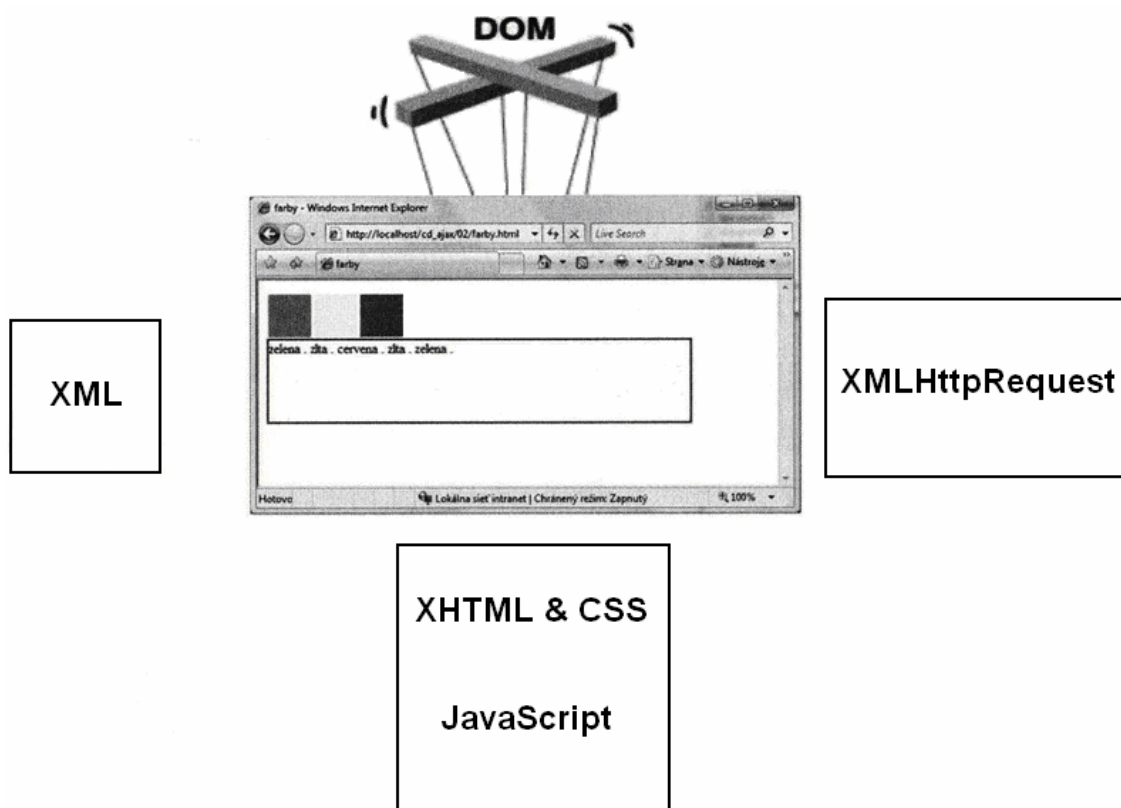 DOM
farby - Windows Internet Explorer
http://localhost/cd_ajax/02/farby.html
Live Search
farby
Strana
Nástroje
zelena . zlta . cervena . zlta . zelena .
XML
XMLHttpRequest
Hotovo
Lokálna sieť intranet | Chránený režim: Zapnutý
100%
XHTML & CSS
JavaScript